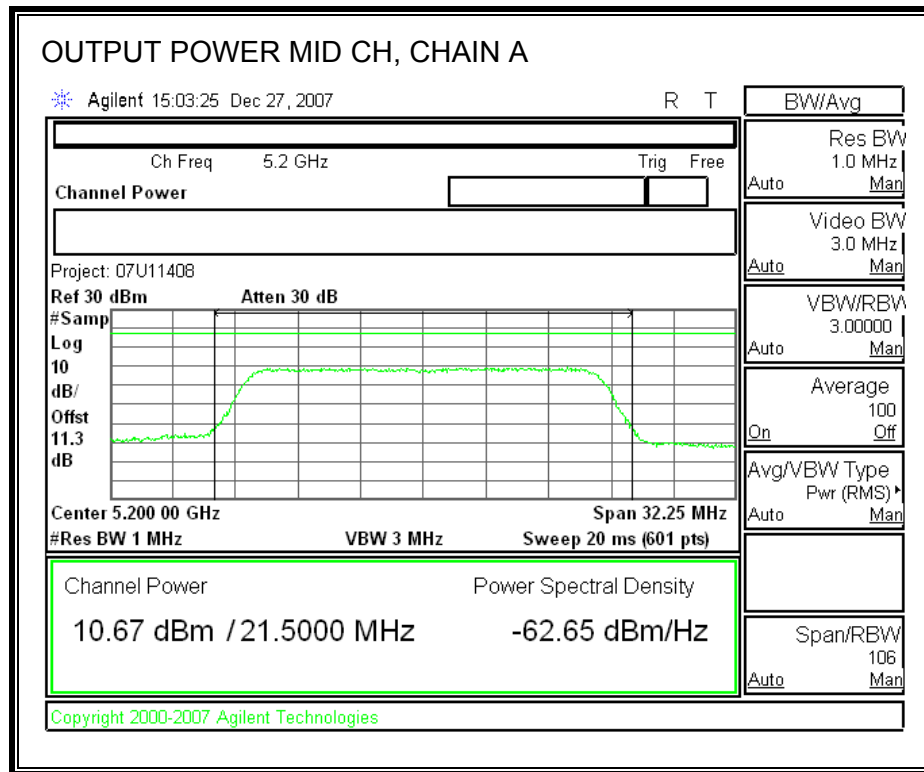 OUTPUT POWER MID CH, CHAIN A
Agilent 15:03:25 Dec 27, 2007 R T
BW/Avg
Ch Freq 5.2 GHz Trig Free
Channel Power
Res BW
1.0 MHz
Auto Man
Video BW
3.0 MHz
Auto Man
Project: 07U11408
Ref 30 dBm Atten 30 dB
#Samp
Log
10
dB/
Offst
11.3
dB
VBW/RBW
3.00000
Auto Man
Average
100
On Off
Avg/VBW Type
Pwr (RMS)
Auto Man
Center 5.200 00 GHz Span 32.25 MHz
#Res BW 1 MHz VBW 3 MHz Sweep 20 ms (601 pts)
Channel Power Power Spectral Density
10.67 dBm / 21.5000 MHz -62.65 dBm/Hz
Span/RBW
106
Auto Man
Copyright 2000-2007 Agilent Technologies